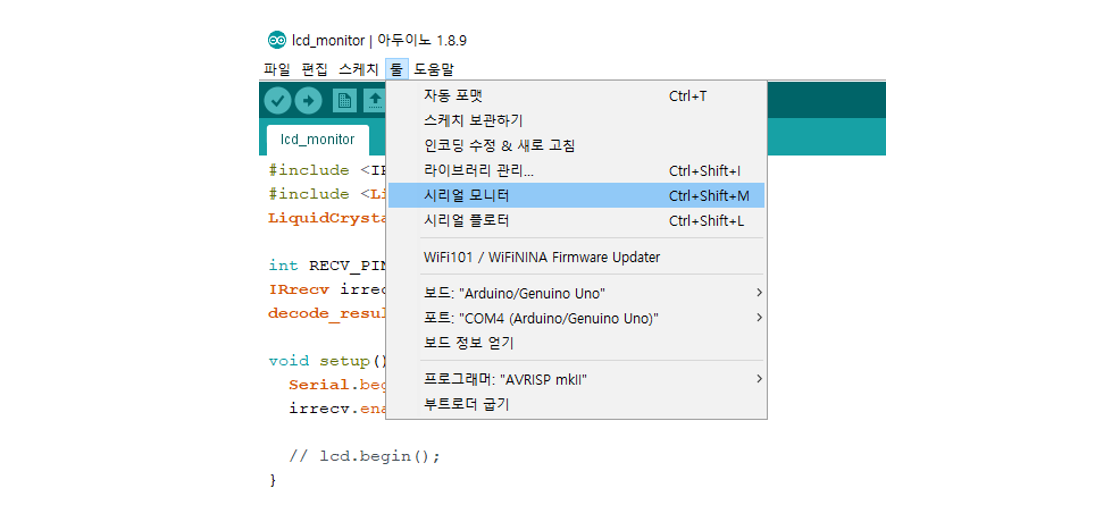 lcd_monitor | 아두이노 1.8.9
파일 편집 스케치 툴 도움말
자동 포맷 Ctrl+T
스케치 보관하기
인코딩 수정 & 새로 고침
라이브러리 관리... Ctrl+Shift+I
시리얼 모니터 Ctrl+Shift+M
시리얼 플로터 Ctrl+Shift+L
WiFi101 / WiFiNINA Firmware Updater
보드: "Arduino/Genuino Uno"
포트: "COM4 (Arduino/Genuino Uno)"
보드 정보 얻기
프로그래머: "AVRISP mkII"
부트로더 굽기
lcd_monitor
#include <IR
#include <Li
LiquidCrysta
int RECV_PIN
IRrecv irrec
decode_resul
void setup()
Serial.beg
irrecv.ena
// lcd.begin();
}